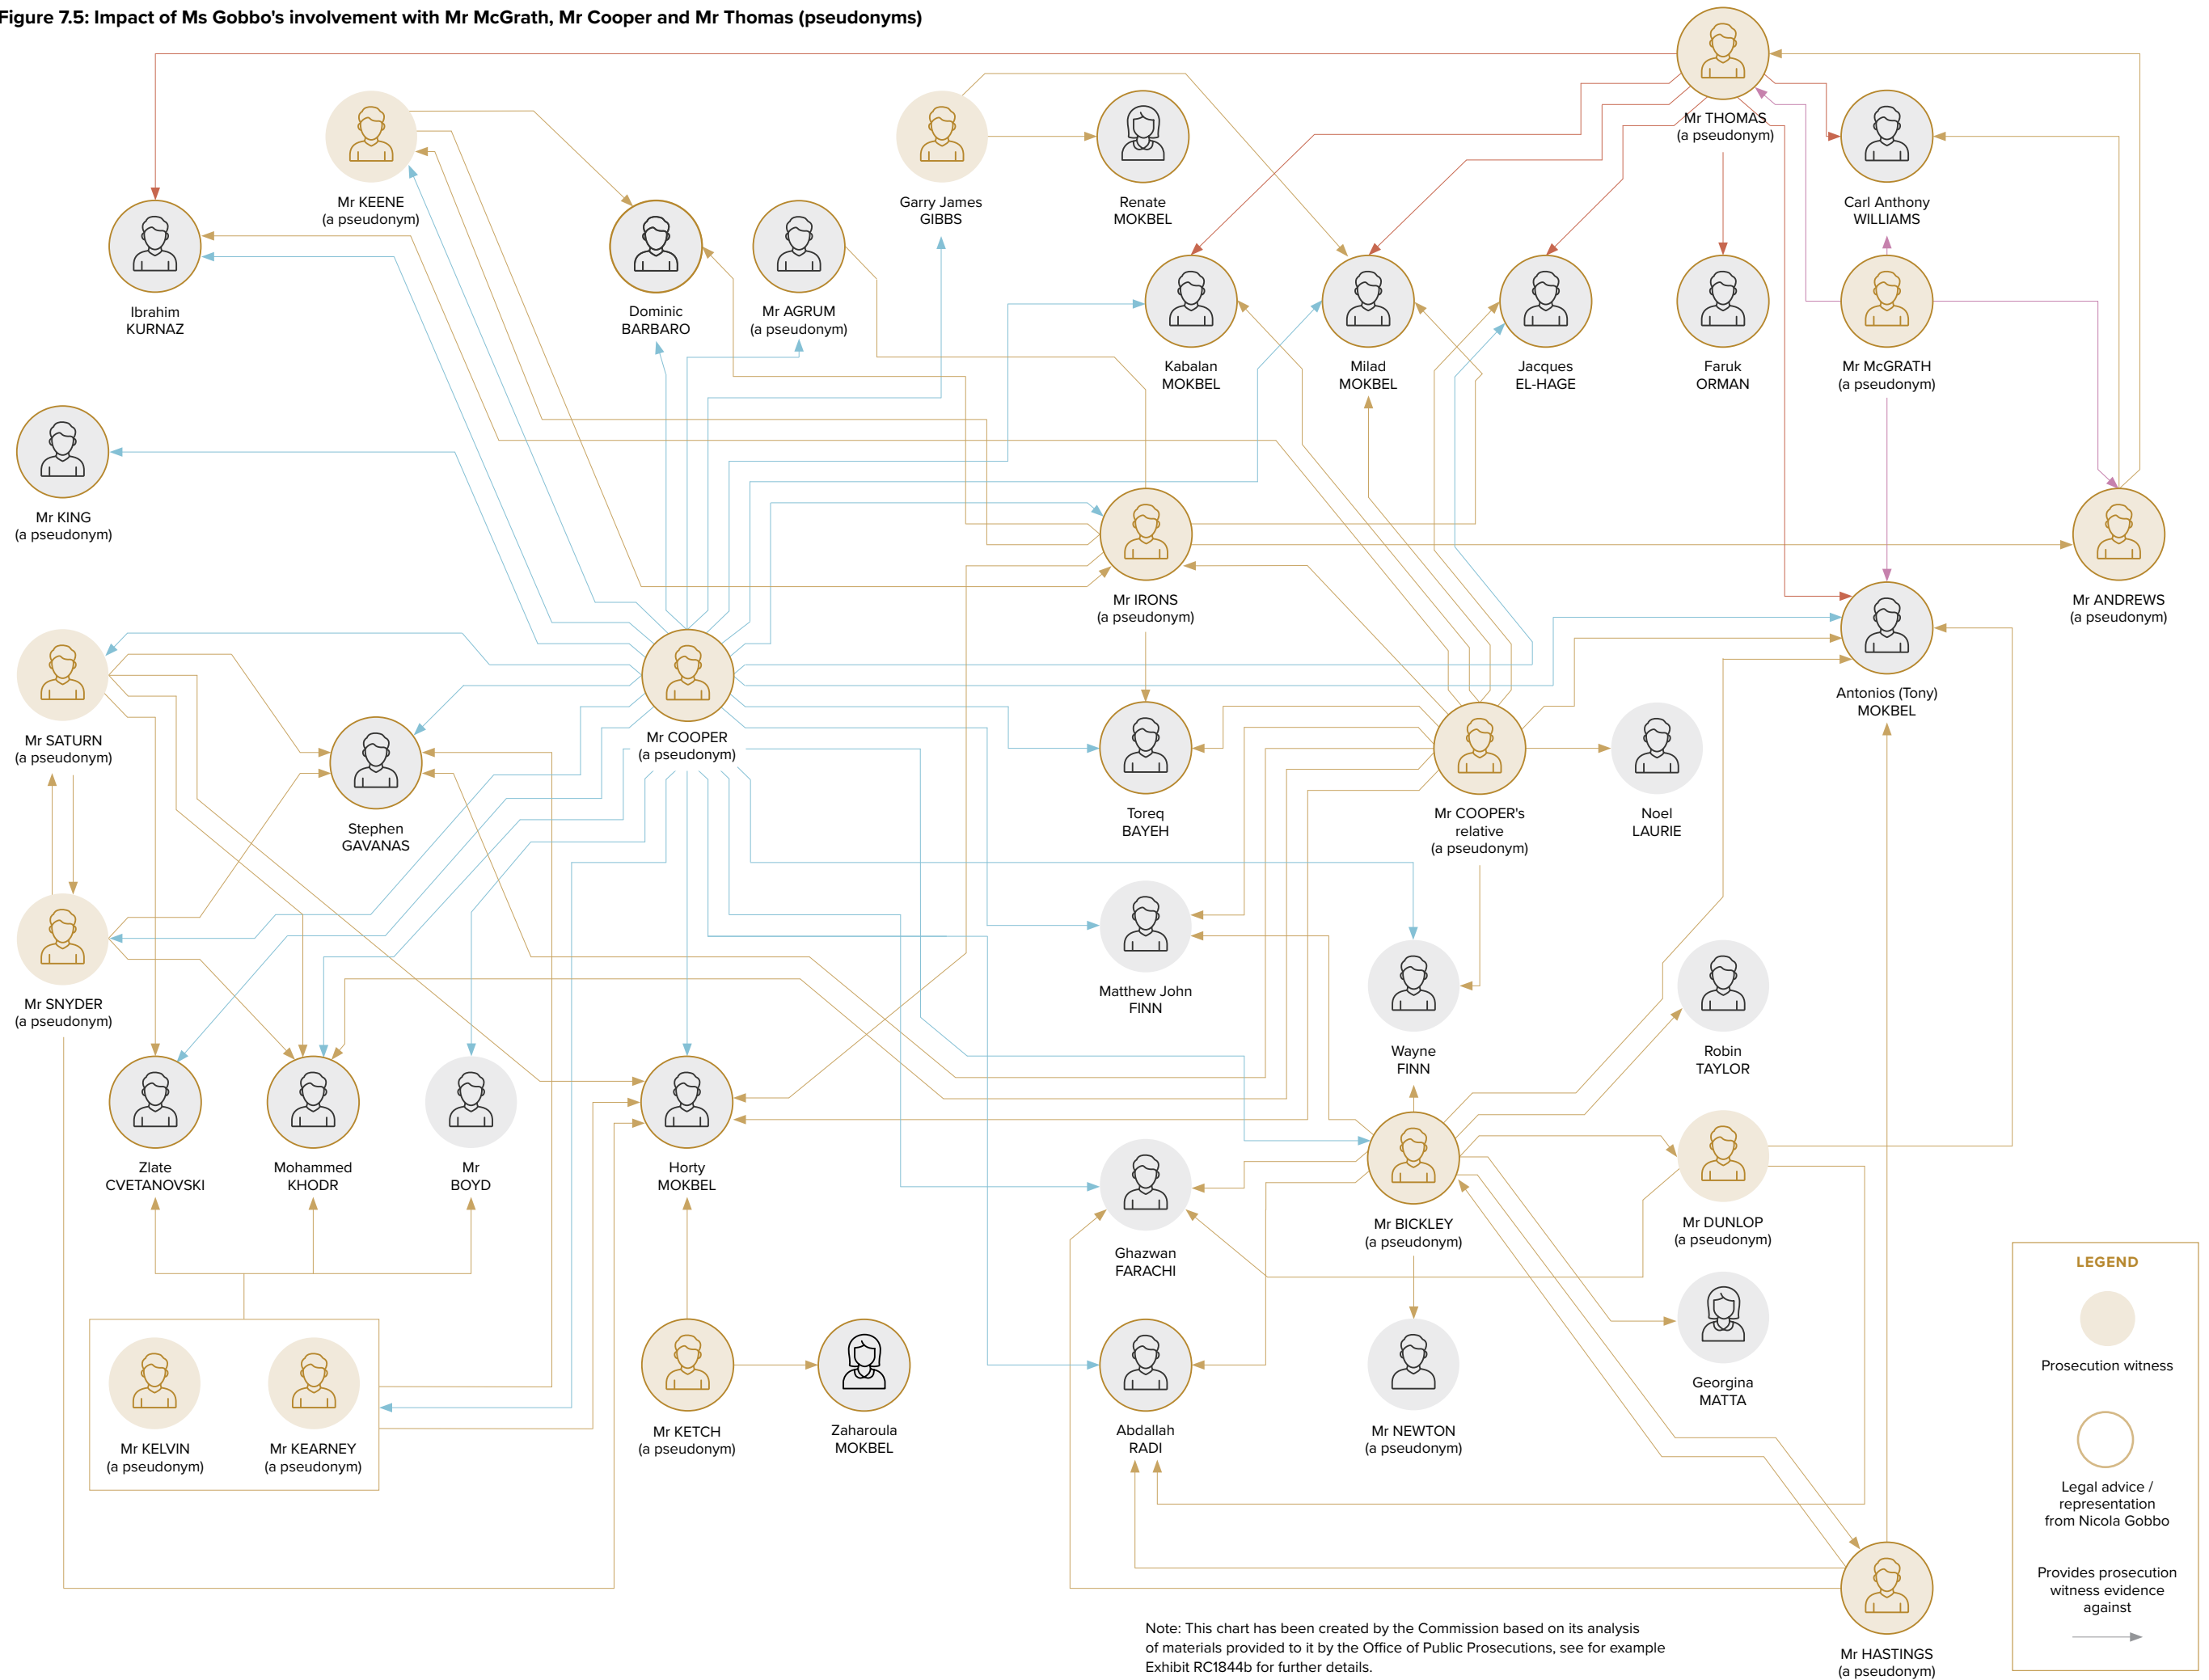 Figure 7.5: Impact of Ms Gobbo's involvement with Mr McGrath, Mr Cooper and Mr Thomas (pseudonyms)
Mr THOMAS
(a pseudonym)
Mr KEENE
(a pseudonym)
Garry James
GIBBS
Renate
MOKBEL
Carl Anthony
WILLIAMS
Ibrahim
KURNAZ
Dominic
BARBARO
Mr AGRUM
(a pseudonym)
Kabalan
MOKBEL
Milad
MOKBEL
Jacques
EL-HAGE
Faruk
ORMAN
Mr McGRATH
(a pseudonym)
Mr KING
(a pseudonym)
Mr IRONS
(a pseudonym)
Mr ANDREWS
(a pseudonym)
Antonios (Tony)
MOKBEL
Mr SATURN
(a pseudonym)
Mr COOPER
(a pseudonym)
Stephen
GAVANAS
Toreq
BAYEH
Mr COOPER's
relative
(a pseudonym)
Noel
LAURIE
Mr SNYDER
(a pseudonym)
Matthew John
FINN
Wayne
FINN
Robin
TAYLOR
Zlate
CVETANOVSKI
Mohammed
KHODR
Mr
BOYD
Horty
MOKBEL
Ghazwan
FARACHI
Mr BICKLEY
(a pseudonym)
Mr DUNLOP
(a pseudonym)
Georgina
MATTA
Mr KELVIN
(a pseudonym)
Mr KEARNEY
(a pseudonym)
Mr KETCH
(a pseudonym)
Zaharoula
MOKBEL
Abdallah
RADI
Mr NEWTON
(a pseudonym)
Mr HASTINGS
(a pseudonym)
LEGEND
Prosecution witness
Legal advice /
representation
from Nicola Gobbo
Provides prosecution
witness evidence
against
Note: This chart has been created by the Commission based on its analysis
of materials provided to it by the Office of Public Prosecutions, see for example
Exhibit RC1844b for further details.